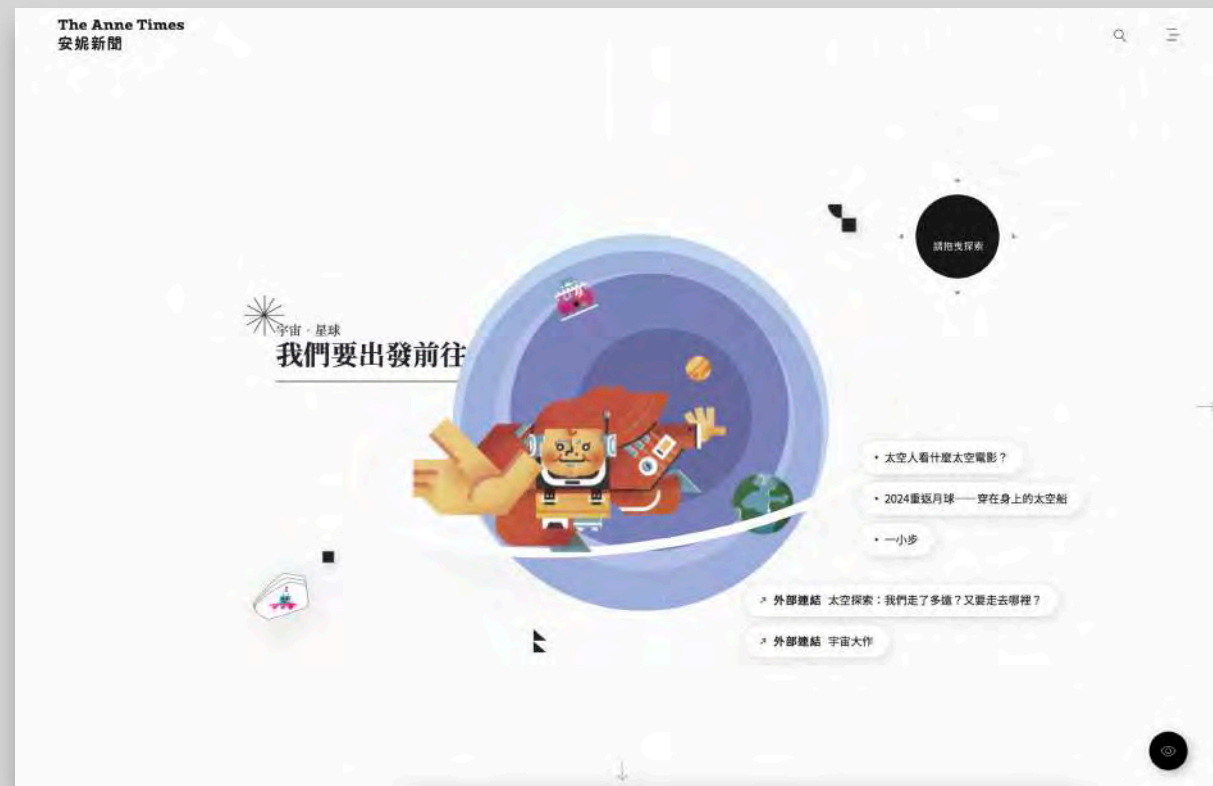 The Anne Times
安妮新聞
請拖曳探索
宇宙·星球
我們要出發前往
• 太空人看什麼太空電影？
• 2024重返月球——穿在身上的太空船
• 一小步
外部連結 太空探索：我們走了多遠？又要走去哪裡？
外部連結 宇宙大作